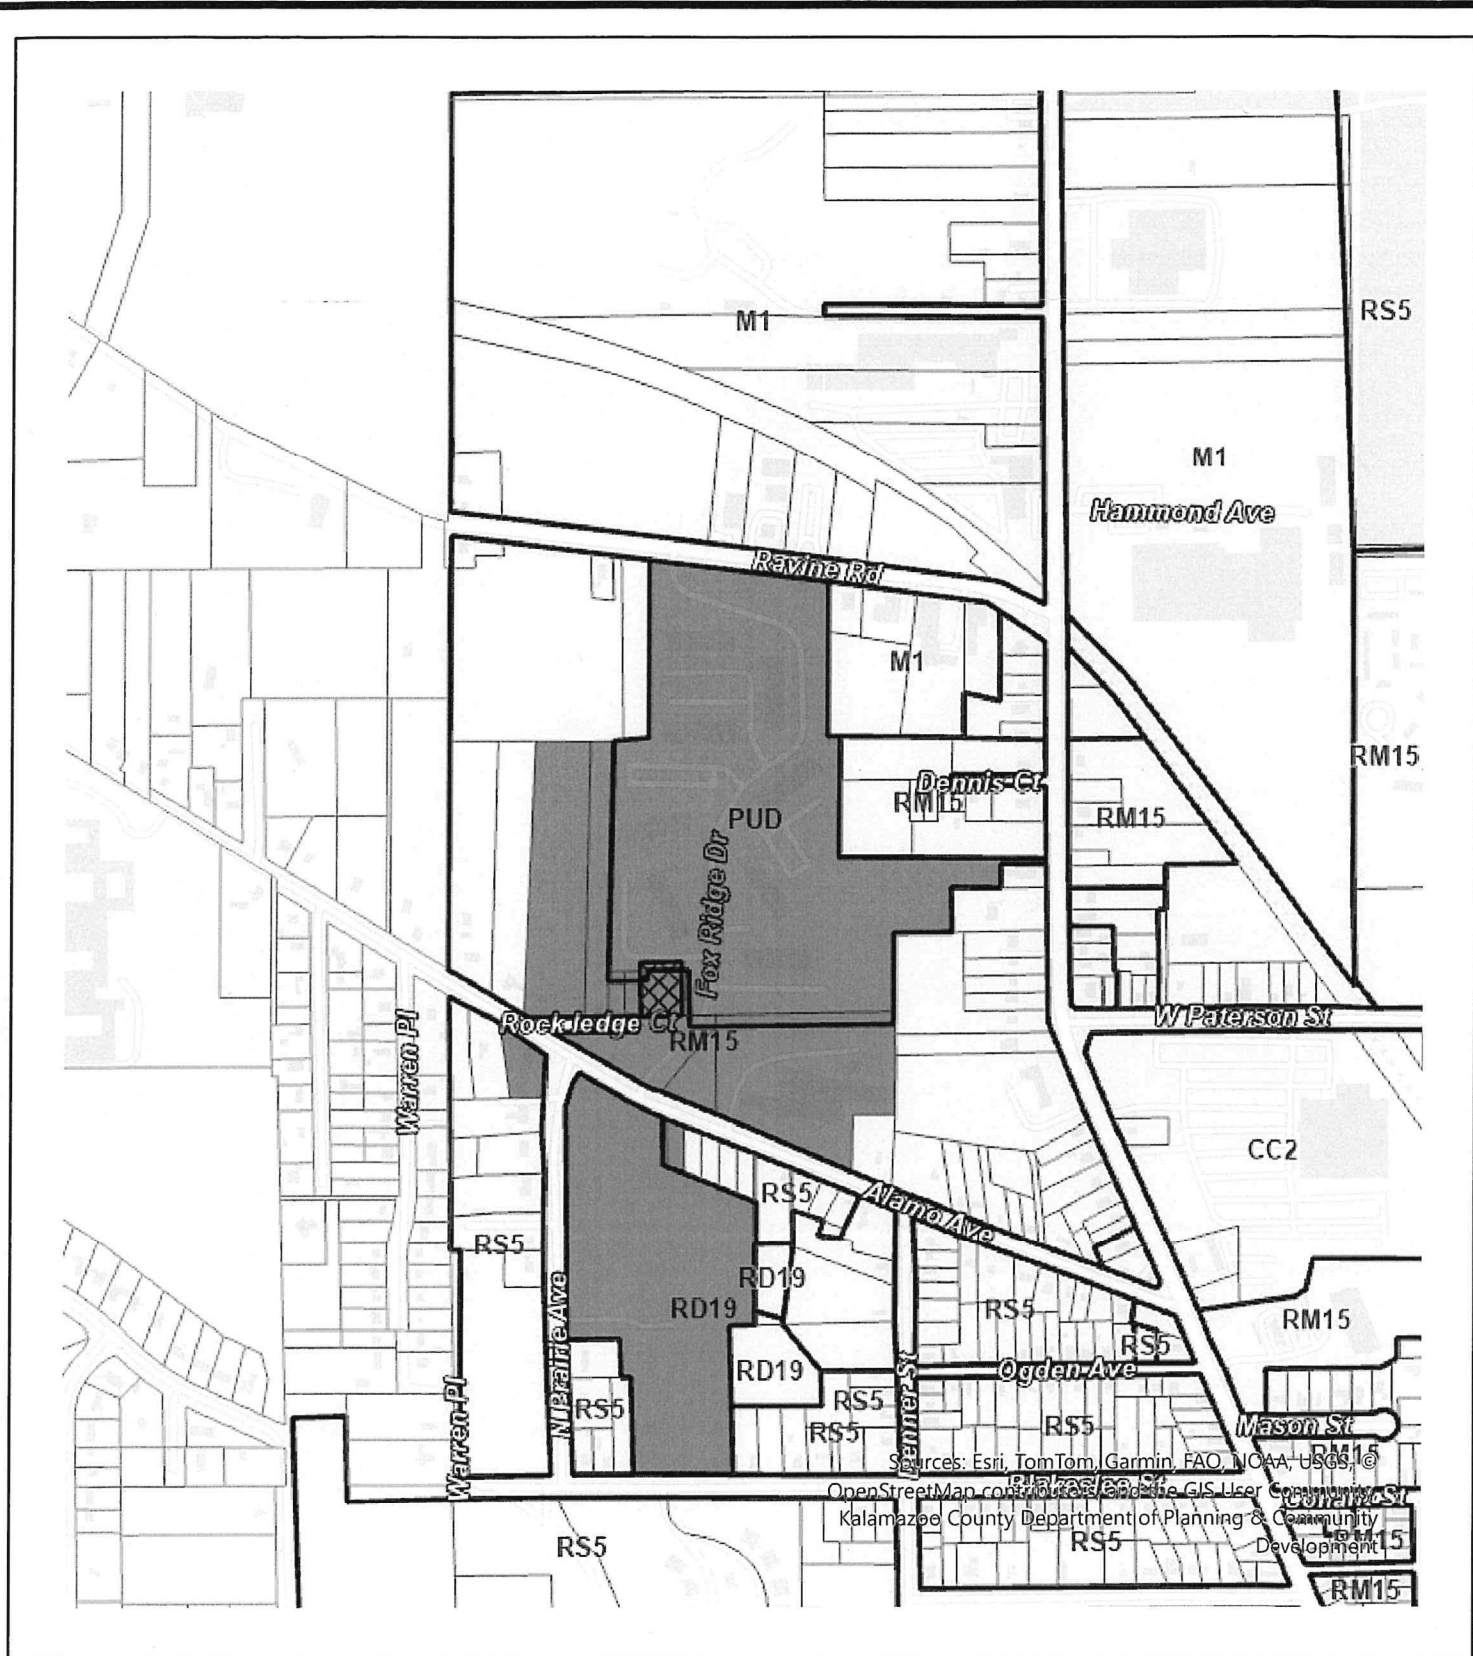 RS5
M1
M1
Hammond Ave
Ravine Rd
M1
RM15
Dennis Ct
RM15
RM15
PUD
Fox Ridge Dr
Rockledge Ct
W Paterson St
RM15
Warren Pl
CC2
RS5
Alamo Ave
RS5
RD19
RD19
RS5
RM15
RS5
N Prairie Ave
Ogden Ave
RD19
RS5
RS5
RS5
RS5
Mason St
Warren Pl
RM15
Sources: Esri, TomTom, Garmin, FAO, NOAA, USGS, ©
Blakeslee St
OpenStreetMap contributors, and the GIS User Community,
Kalamazoo County Department of Planning & Community
Development
RM15
RS5
RS5
RM15